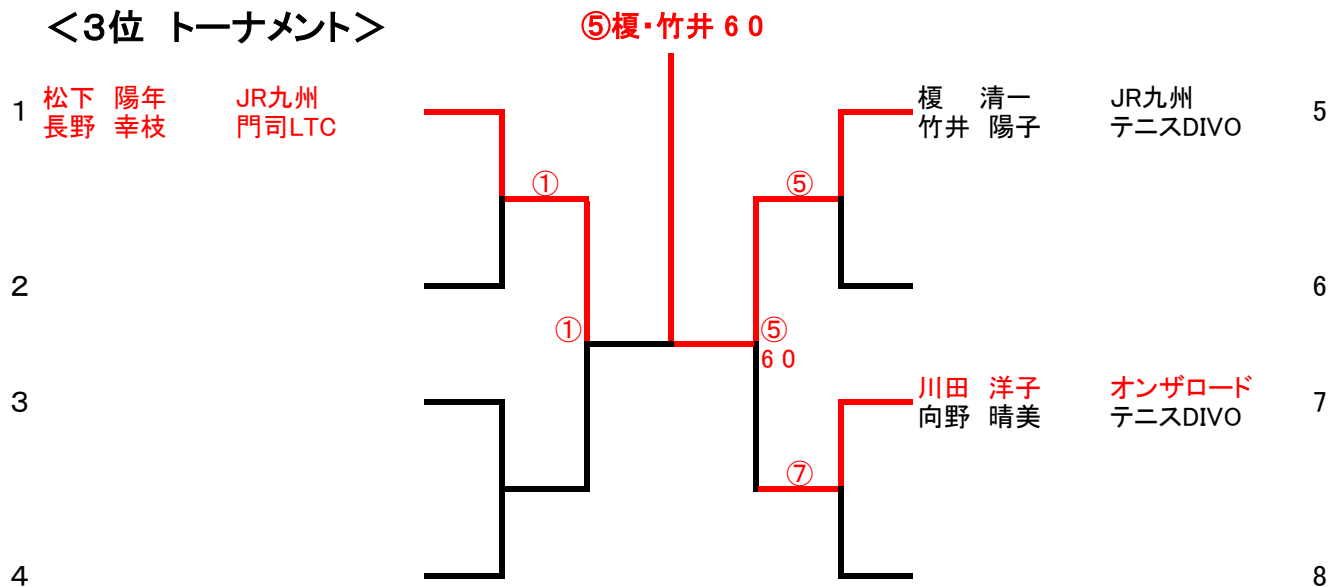 ＜3位 トーナメント＞
⑤榎・竹井 6 0
1 松下 陽年 JR九州
長野 幸枝 門司LTC
榎 清一 JR九州 5
竹井 陽子 テニスDIVO
①
⑤
2
6
①
⑤
6 0
3
川田 洋子 オンザロード 7
向野 晴美 テニスDIVO
⑦
4
8